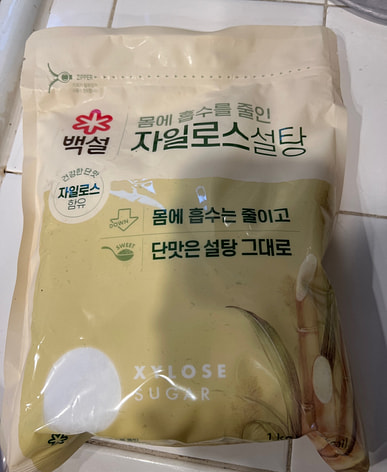 ZIPPER
몸에 흡수를 줄인
백설
자일로스설탕
건강한 단맛
자일로스
함유
DOWN
몸에 흡수는 줄이고
SWEET
단맛은 설탕 그대로
XYLOSE
SUGAR